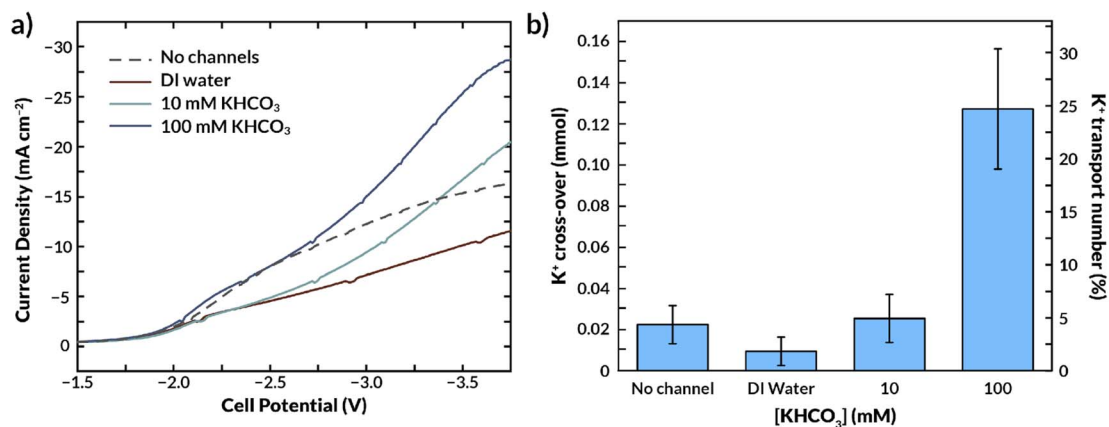 a)
−30
−25
−20
−15
−10
−5
0
Current Density (mA cm⁻²)
No channels
DI water
10 mM KHCO₃
100 mM KHCO₃
−1.5 −2.0 −2.5 −3.0 −3.5
Cell Potential (V)
b)
0.16
0.14
0.12
0.10
0.08
0.06
0.04
0.02
0
K⁺ cross-over (mmol)
30
25
20
15
10
5
0
K⁺ transport number (%)
No channel DI Water 10 100
[KHCO₃] (mM)